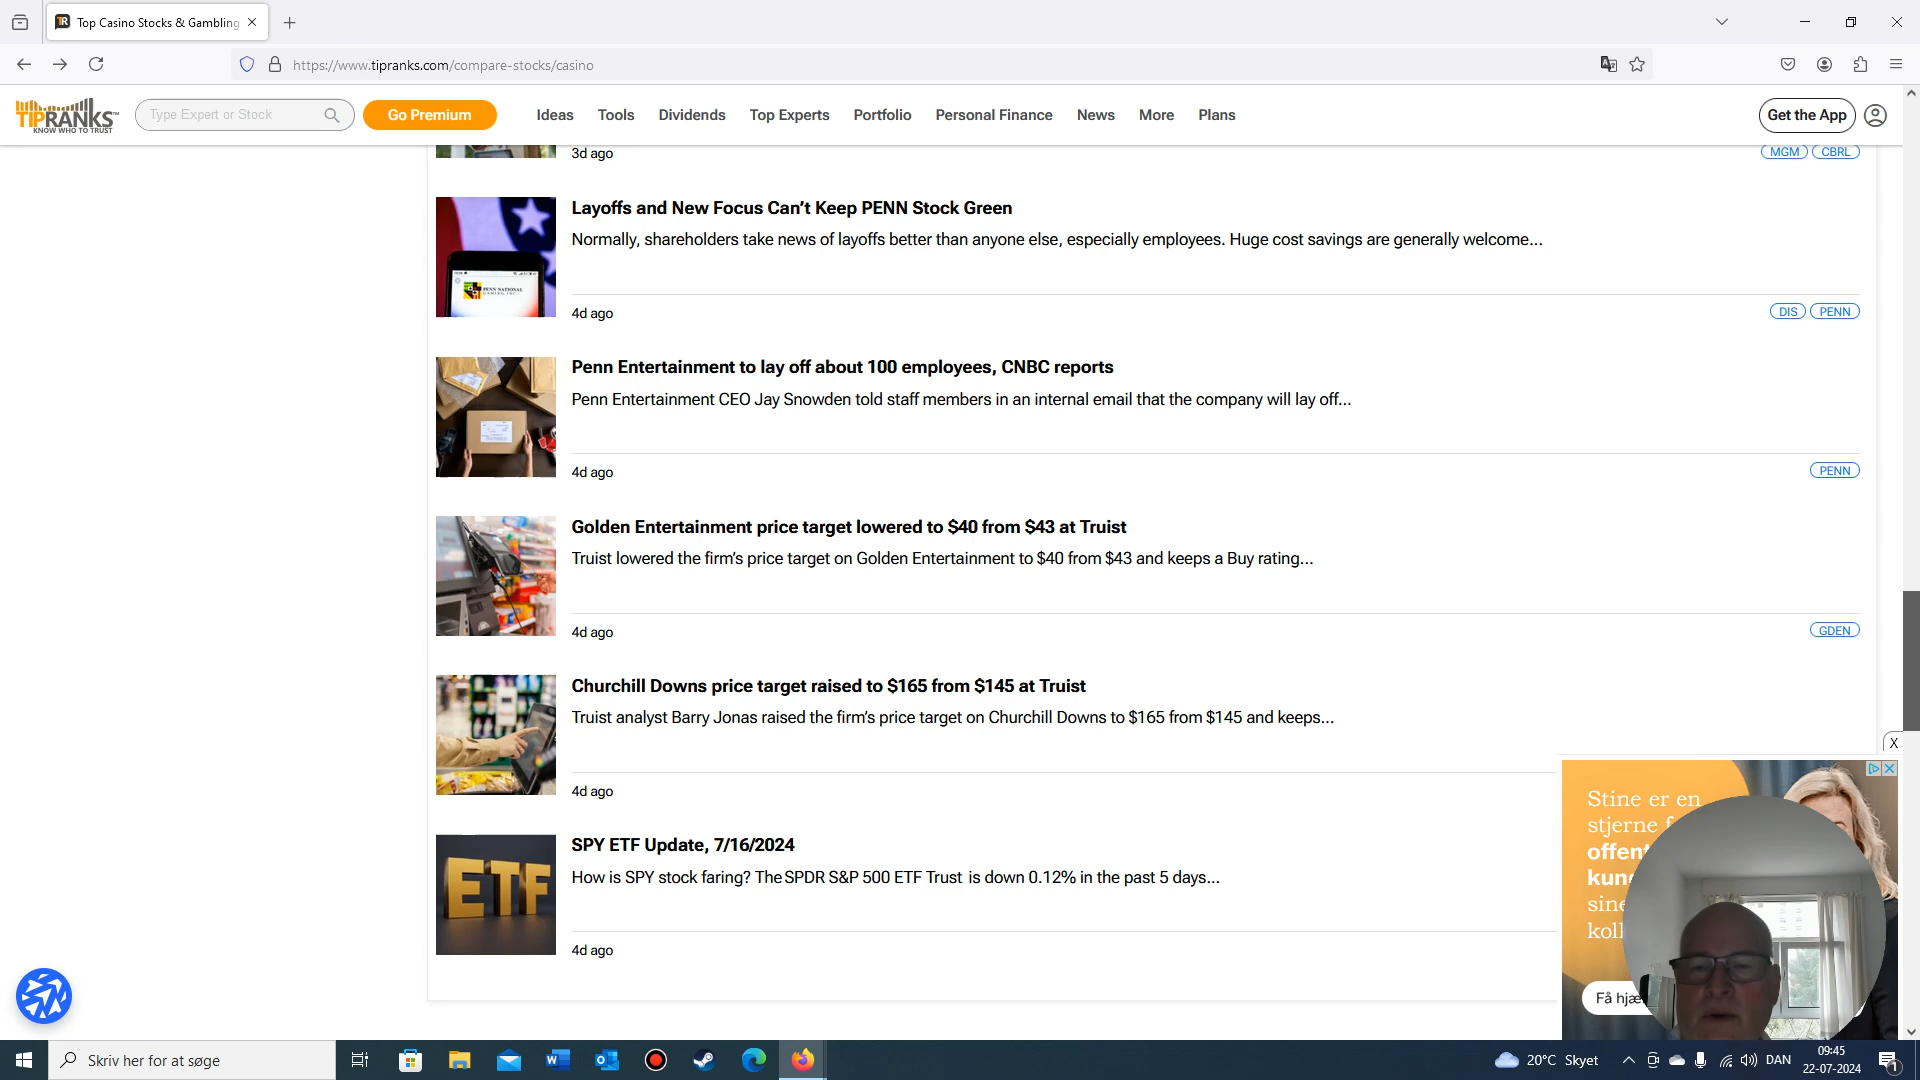 Top Casino Stocks & Gambling
https://www.tipranks.com/compare-stocks/casino
TIPRANKS
KNOW WHO TO TRUST
Type Expert or Stock
Go Premium
Ideas
Tools
Dividends
Top Experts
Portfolio
Personal Finance
News
More
Plans
Get the App
3d ago
MGM
CBRL
Layoffs and New Focus Can’t Keep PENN Stock Green
Normally, shareholders take news of layoffs better than anyone else, especially employees. Huge cost savings are generally welcome...
PENN NATIONAL
4d ago
DIS
PENN
Penn Entertainment to lay off about 100 employees, CNBC reports
Penn Entertainment CEO Jay Snowden told staff members in an internal email that the company will lay off...
4d ago
PENN
Golden Entertainment price target lowered to $40 from $43 at Truist
Truist lowered the firm’s price target on Golden Entertainment to $40 from $43 and keeps a Buy rating...
4d ago
GDEN
Churchill Downs price target raised to $165 from $145 at Truist
Truist analyst Barry Jonas raised the firm’s price target on Churchill Downs to $165 from $145 and keeps...
4d ago
X
ETF
SPY ETF Update, 7/16/2024
How is SPY stock faring? The SPDR S&P 500 ETF Trust is down 0.12% in the past 5 days...
4d ago
Stine er en
stjerne
Få
Skriv her for at søge
20°C Skyet
DAN
09:45
22-07-2024
1